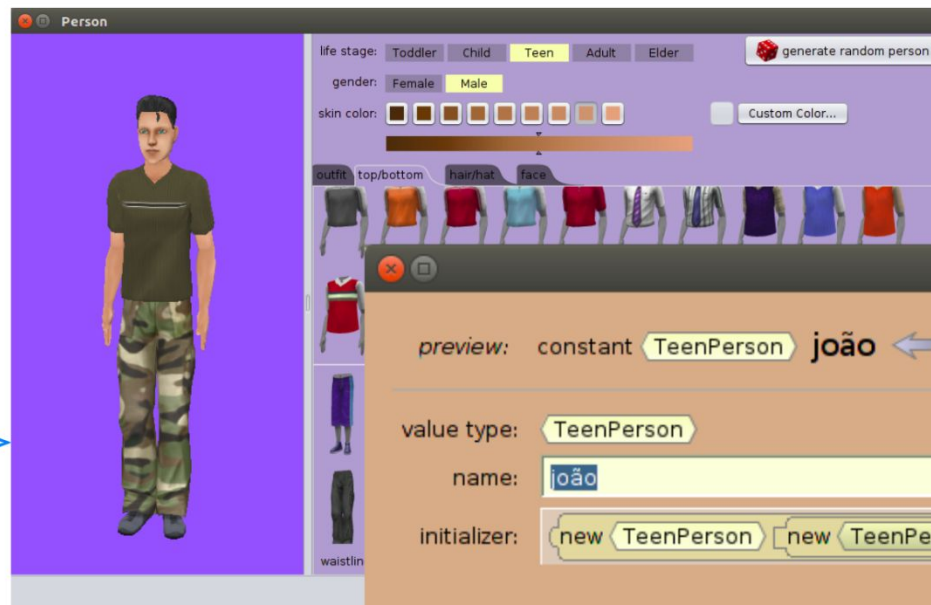 Person
life stage: Toddler Child Teen Adult Elder generate random person
gender: Female Male
skin color: Custom Color...
outfit top/bottom hair/hat face
preview: constant TeenPerson joão
value type: TeenPerson
name: joão
initializer: new TeenPerson new TeenPe
waistlin